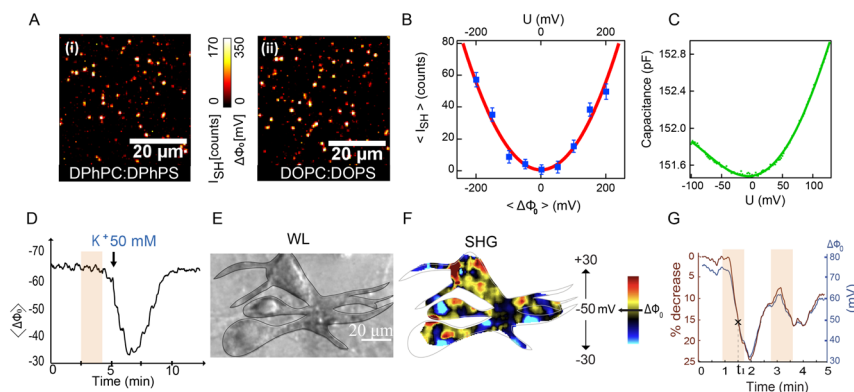 A
(i)
(ii)
20 µm
20 µm
DPhPC:DPhPS
DOPC:DOPS
170
350
0
0
I_SH [counts]
ΔΦ₀ [mV]
B
U (mV)
-200 0 200
80
60
40
20
0
< I_SH > (counts)
-200 0 200
< ΔΦ₀ > (mV)
C
Capacitance (pF)
152.8
152.4
152.0
151.6
-100 -50 0 50 100
U (mV)
D
K⁺50 mM
-70
-60
-50
-40
-30
⟨ΔΦ₀⟩
0 2.5 5 7.5 10
Time (min)
E
WL
20 µm
F
SHG
+30
-50 mV
-30
ΔΦ₀
G
ΔΦ₀
0
5
10
15
20
25
% decrease
80
70
60
50
40
30
mV
0 1 t₁ 2 3 4 5
Time (min)